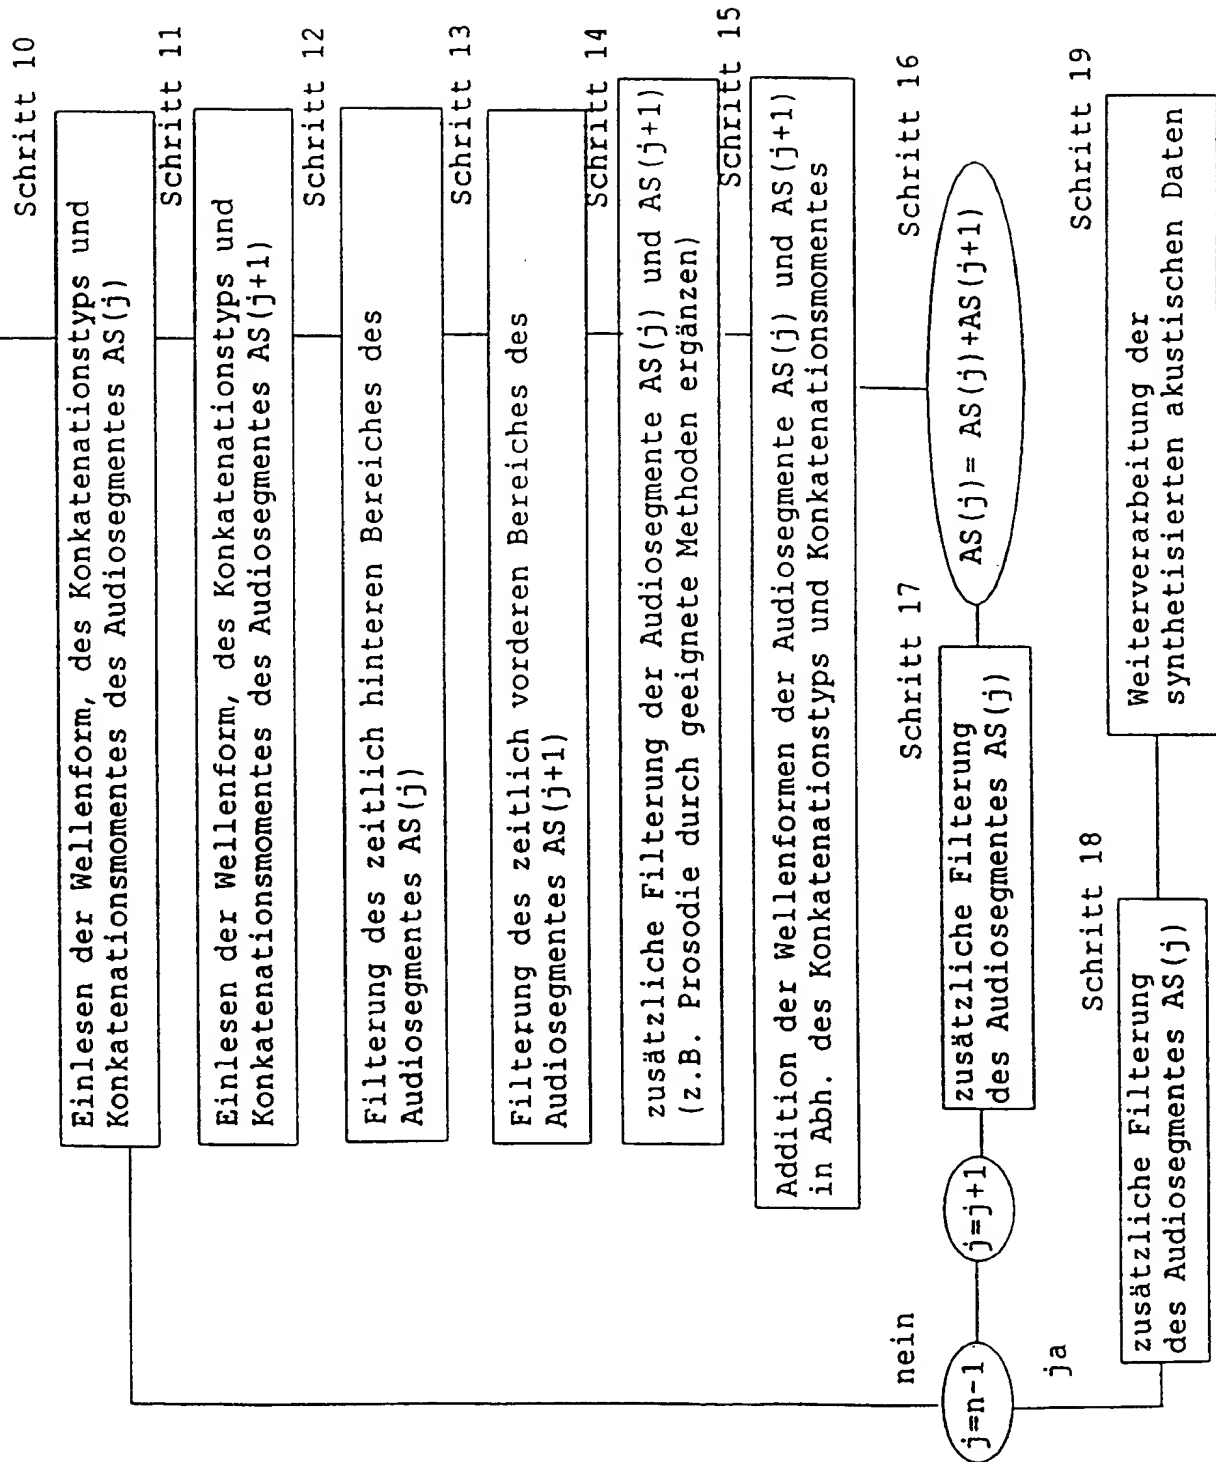 Schritt 10
Einlesen der Wellenform, des Konkatenationstyps und
Konkatenationsmomentes des Audiosegmentes AS(j)
Schritt 11
Einlesen der Wellenform, des Konkatenationstyps und
Konkatenationsmomentes des Audiosegmentes AS(j+1)
Schritt 12
Filterung des zeitlich hinteren Bereiches des
Audiosegmentes AS(j)
Schritt 13
Filterung des zeitlich vorderen Bereiches des
Audiosegmentes AS(j+1)
Schritt 14
zusätzliche Filterung der Audiosegmente AS(j) und AS(j+1)
(z.B. Prosodie durch geeignete Methoden ergänzen)
Schritt 15
Addition der Wellenformen der Audiosegmente AS(j) und AS(j+1)
in Abh. des Konkatenationstyps und Konkatenationsmomentes
Schritt 16
AS(j)= AS(j)+AS(j+1)
Schritt 17
zusätzliche Filterung
des Audiosegmentes AS(j)
j=j+1
nein
j=n-1
ja
Schritt 18
zusätzliche Filterung
des Audiosegmentes AS(j)
Schritt 19
Weiterverarbeitung der
synthetisierten akustischen Daten